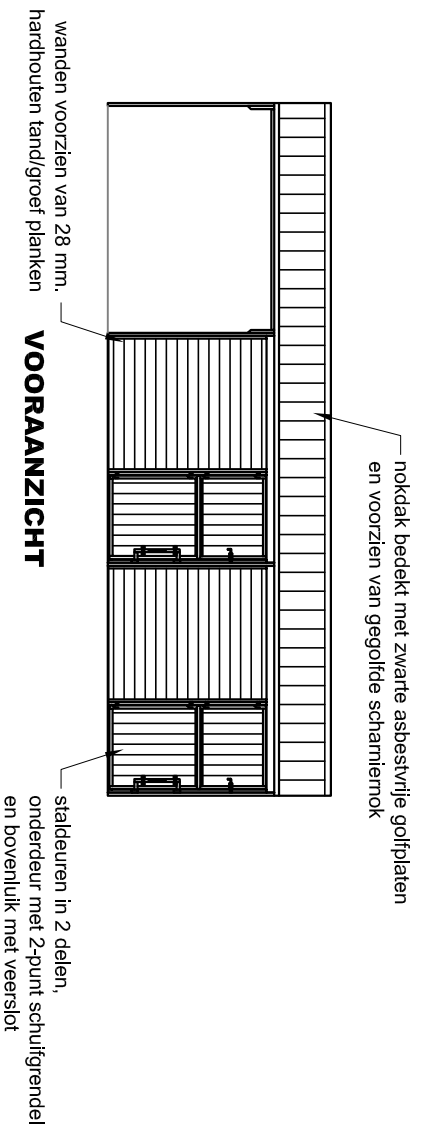 nokdak bedekt met zwarte asbestvrije golfplaten
en voorzien van gegolfde scharniernok
wanden voorzien van 28 mm.
hardhouten tand/groef planken
VOORAANZICHT
staldeuren in 2 delen,
onderdeur met 2-punt schuifgrendel
en bovenluik met veerslot